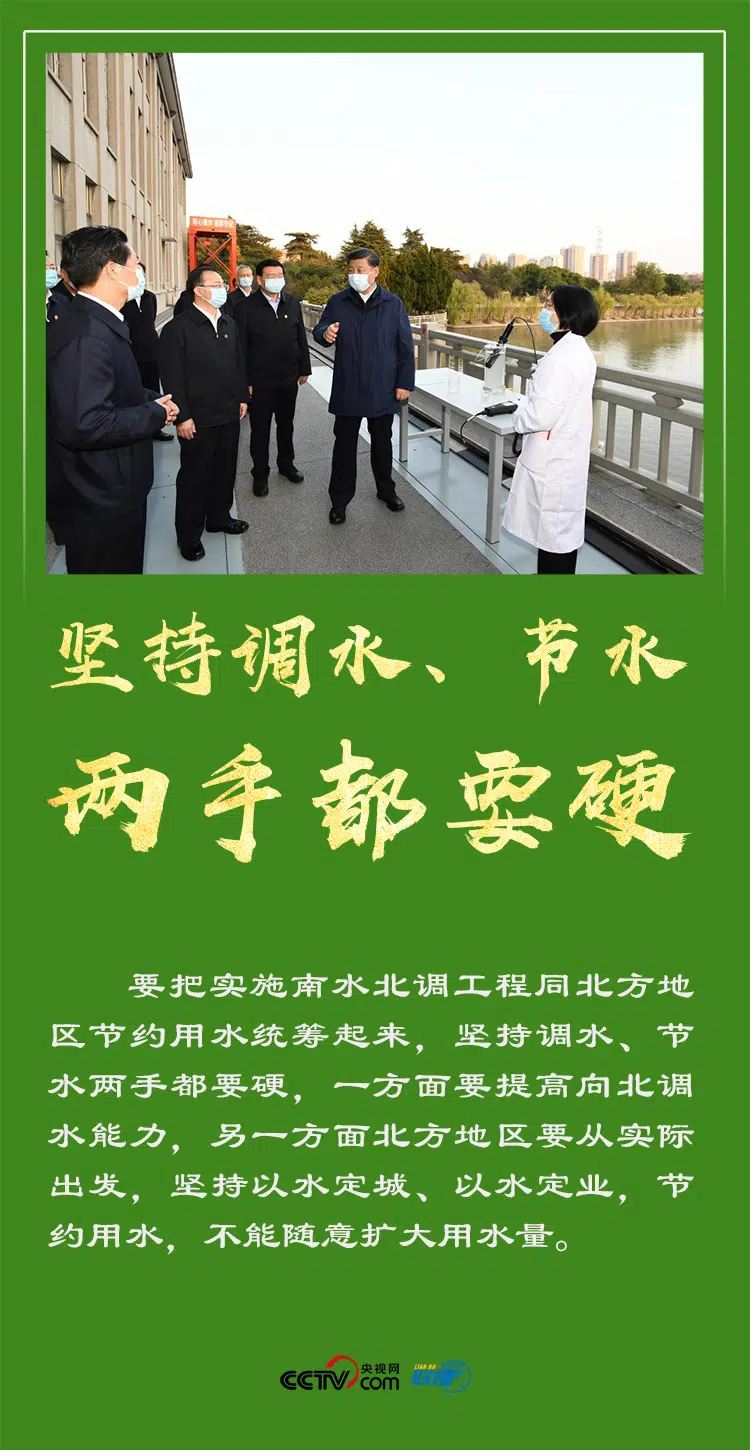 坚持调水、节水
两手都要硬
要把实施南水北调工程同北方地
区节约用水统筹起来，坚持调水、节
水两手都要硬，一方面要提高向北调
水能力，另一方面北方地区要从实际
出发，坚持以水定城、以水定业，节
约用水，不能随意扩大用水量。
CCTV.com 央视网